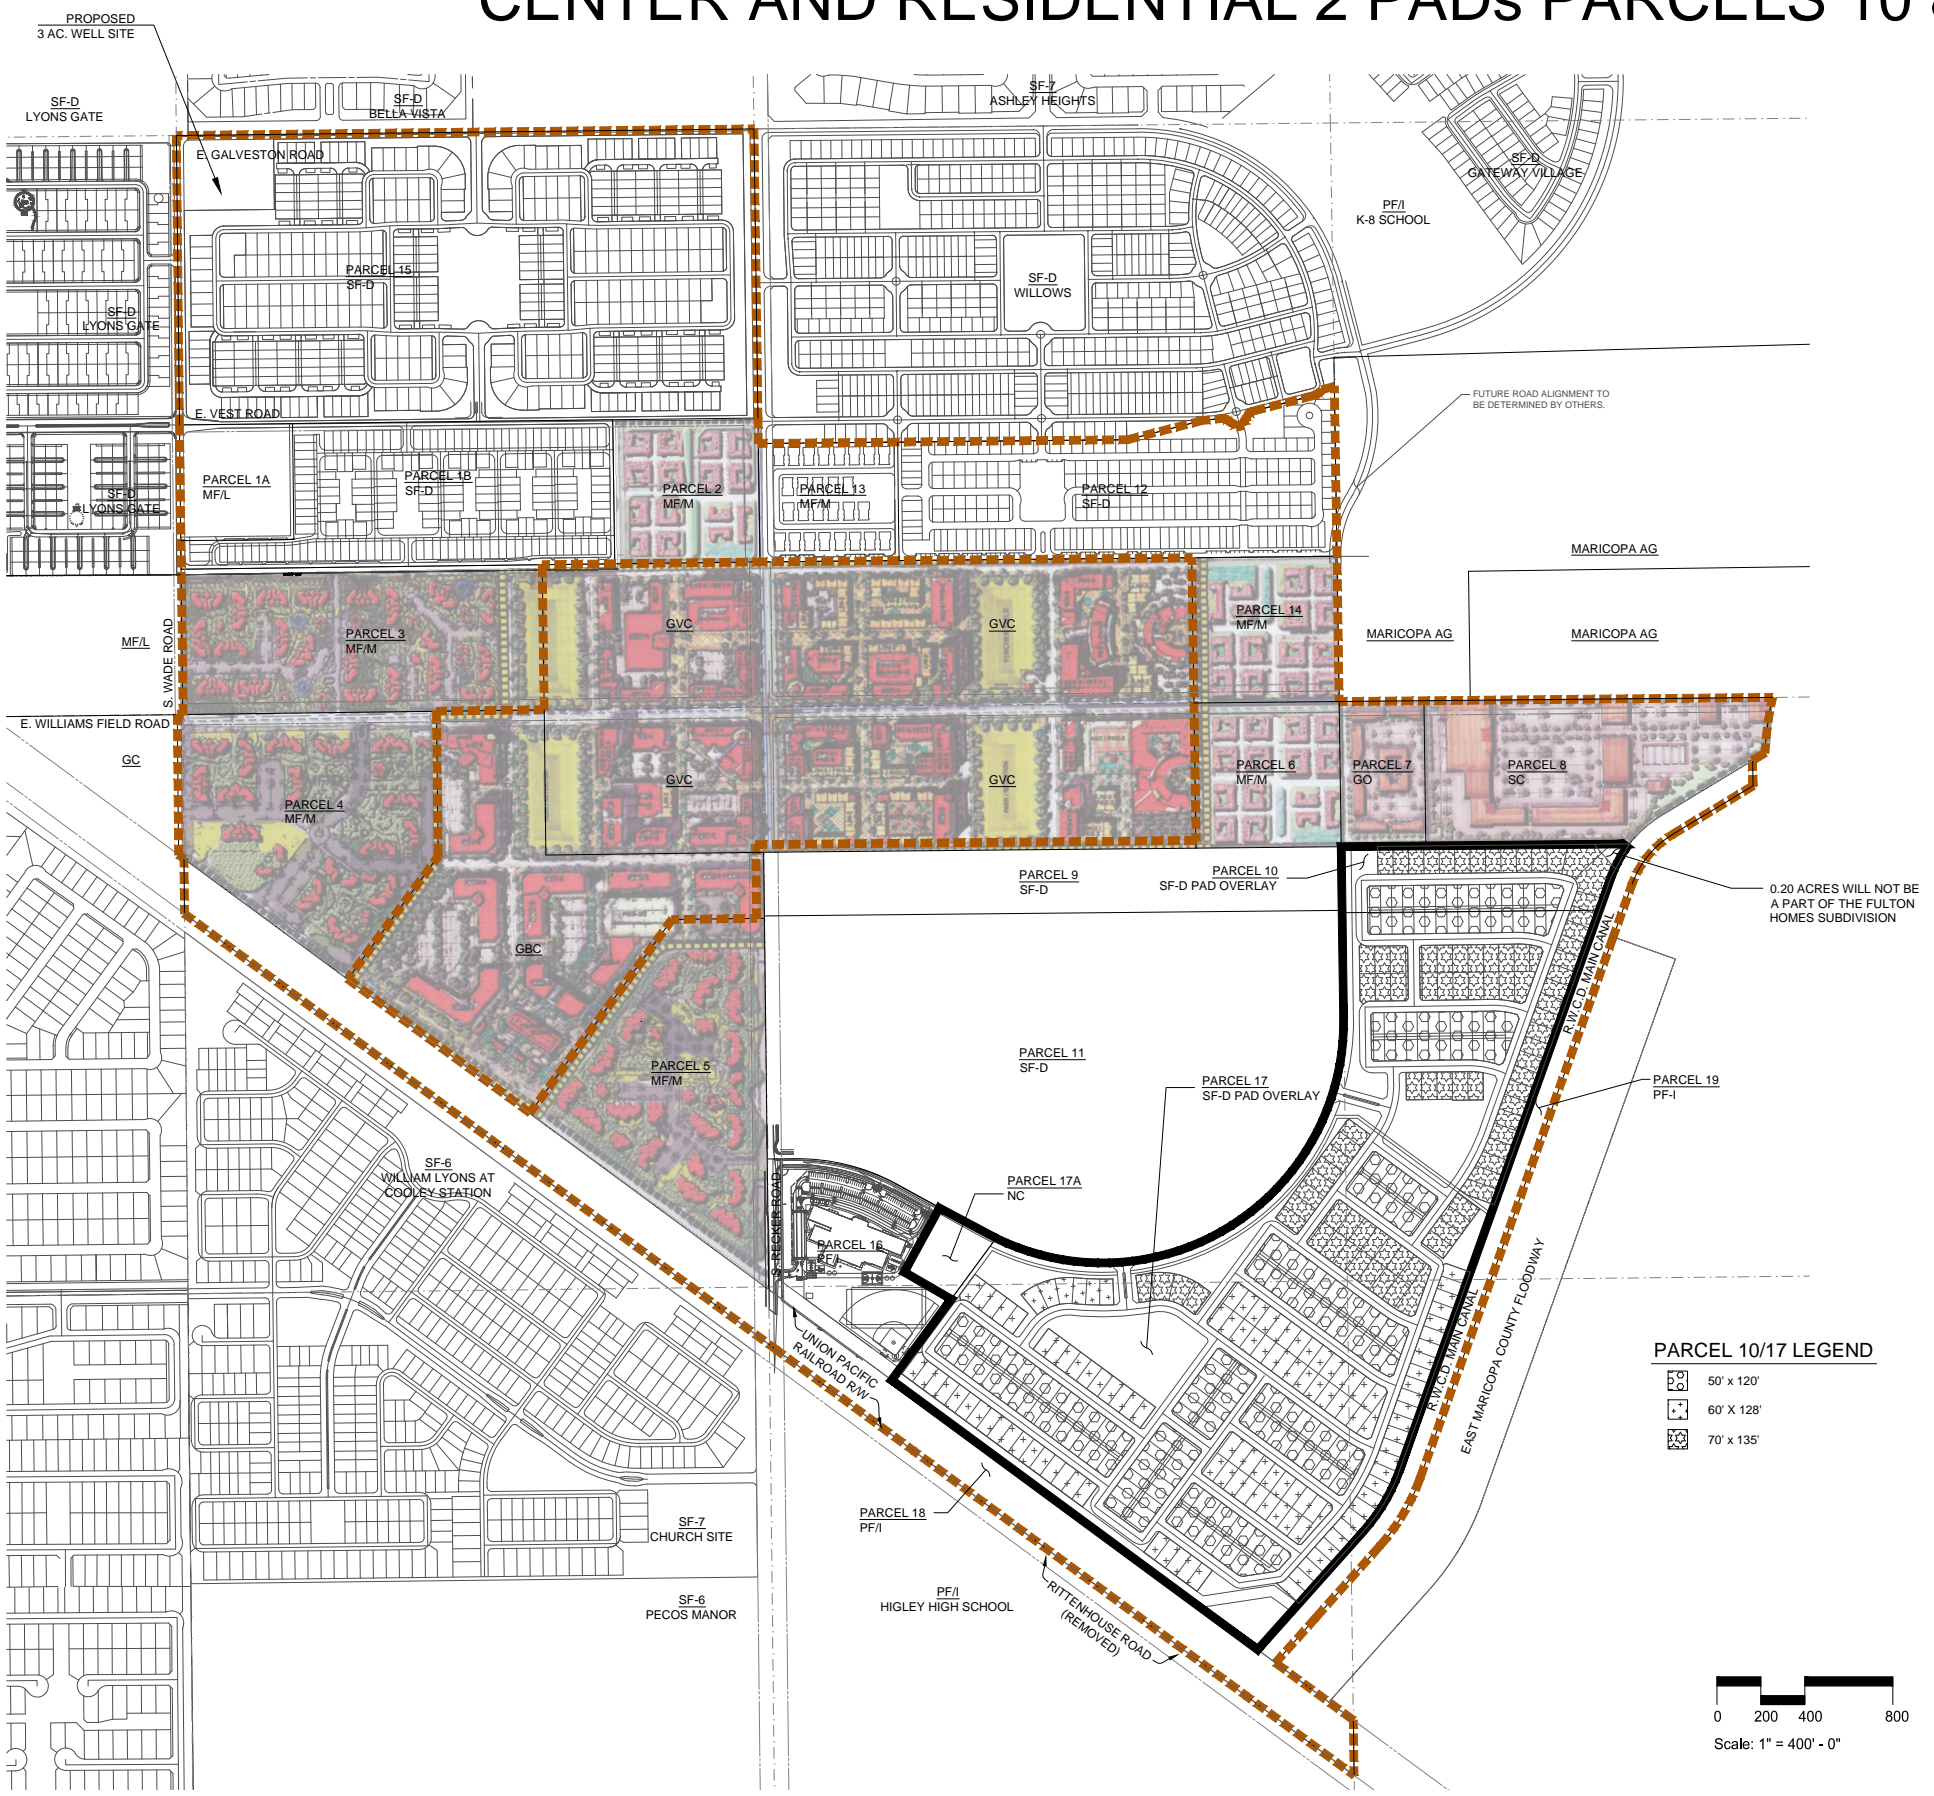 CENTER AND RESIDENTIAL 2 PADs PARCELS 10
PROPOSED
3 AC. WELL SITE
SF-D
LYONS GATE
SF-D
BELLA VISTA
SF-7
ASHLEY HEIGHTS
E. GALVESTON ROAD
SF-D
GATEWAY VILLAGE
PF/I
K-8 SCHOOL
PARCEL 15
SF-D
SF-D
WILLOWS
SF-D
LYONS GATE
E. VEST ROAD
FUTURE ROAD ALIGNMENT TO
BE DETERMINED BY OTHERS.
PARCEL 1A
MF/L
PARCEL 1B
SF-D
PARCEL 2
MF/M
PARCEL 13
MF/M
PARCEL 12
SF-D
SF-D
LYONS GATE
MARICOPA AG
MF/L
S. WADE ROAD
PARCEL 3
MF/M
GVC
GVC
PARCEL 14
MF/M
MARICOPA AG
MARICOPA AG
E. WILLIAMS FIELD ROAD
GC
PARCEL 4
MF/M
GVC
GVC
PARCEL 6
MF/M
PARCEL 7
GO
PARCEL 8
SC
PARCEL 9
SF-D
PARCEL 10
SF-D PAD OVERLAY
0.20 ACRES WILL NOT BE
A PART OF THE FULTON
HOMES SUBDIVISION
GBC
R.W.C.D. MAIN CANAL
PARCEL 5
MF/M
PARCEL 11
SF-D
PARCEL 17
SF-D PAD OVERLAY
PARCEL 19
PF-I
SF-6
WILLIAM LYONS AT
COOLEY STATION
S. RECKER ROAD
PARCEL 17A
NC
PARCEL 16
PF/I
UNION PACIFIC
RAILROAD R/W
R.W.C.D. MAIN CANAL
EAST MARICOPA COUNTY FLOODWAY
PARCEL 10/17 LEGEND
50' x 120'
60' X 128'
70' x 135'
PARCEL 18
PF/I
SF-7
CHURCH SITE
SF-6
PECOS MANOR
PF/I
HIGLEY HIGH SCHOOL
RITTENHOUSE ROAD
(REMOVED)
0 200 400 800
Scale: 1" = 400' - 0"